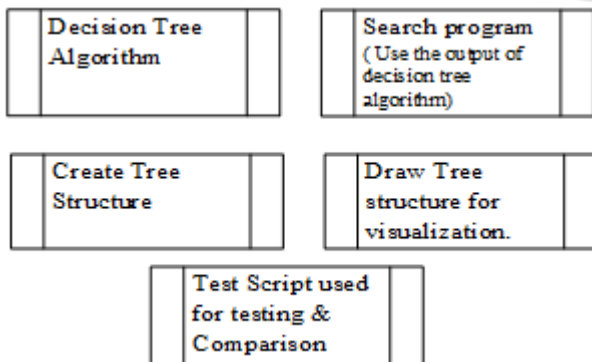 Decision Tree
Algorithm
Search program
( Use the output of
decision tree
algorithm)
Create Tree
Structure
Draw Tree
structure for
visualization.
Test Script used
for testing &
Comparison